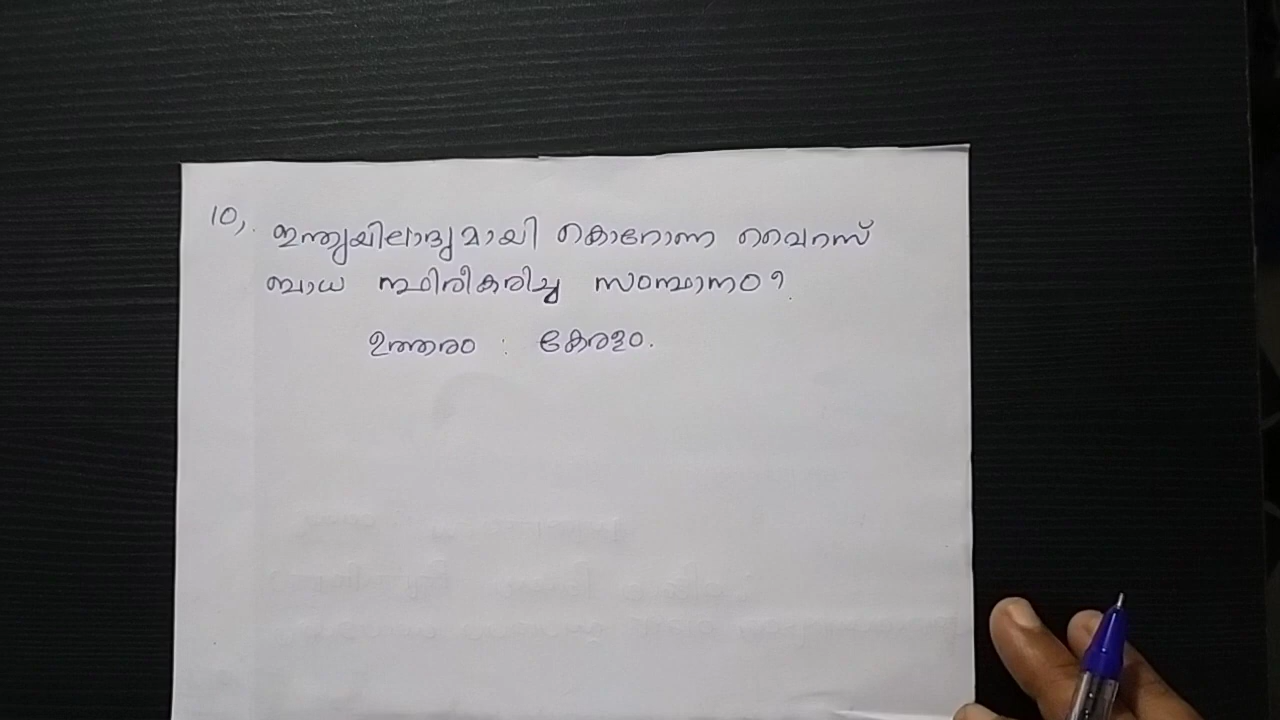 10, ഇന്ത്യയിലാദ്യമായി കൊറോണ വൈറസ്
ബാധ സ്ഥിരീകരിച്ച സംസ്ഥാനം?
ഉത്തരം : കേരളം.